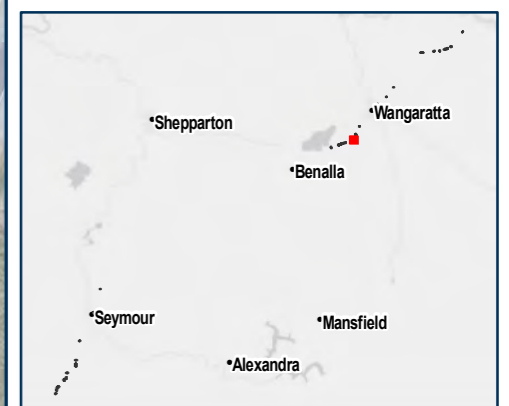 Wangaratta
Shepparton
Benalla
Seymour
Mansfield
Alexandra